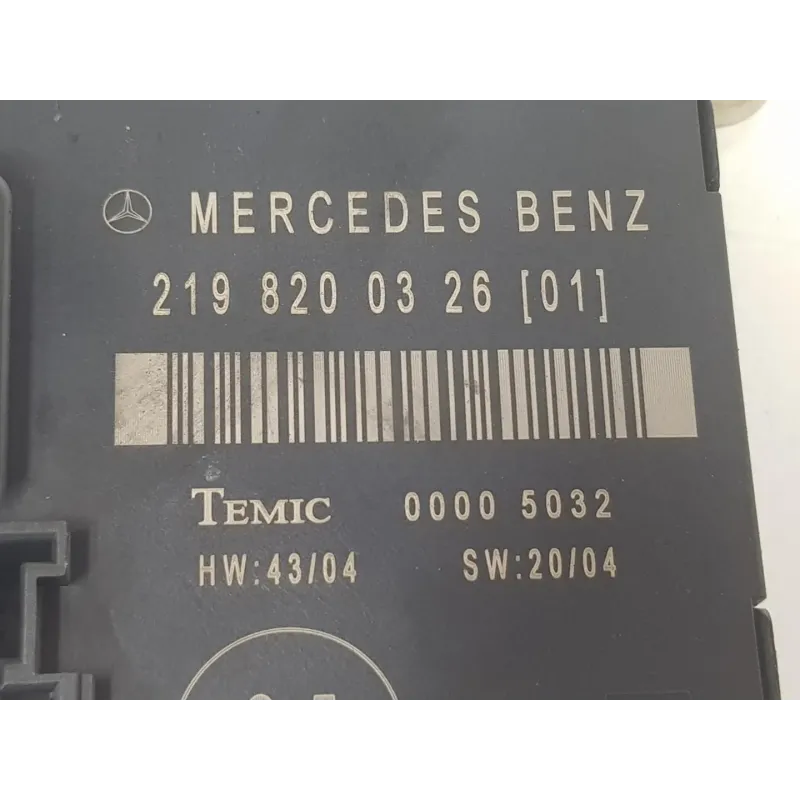 MERCEDES BENZ
219 820 03 26 [01]
TEMIC 0000 5032
HW:43/04 SW:20/04